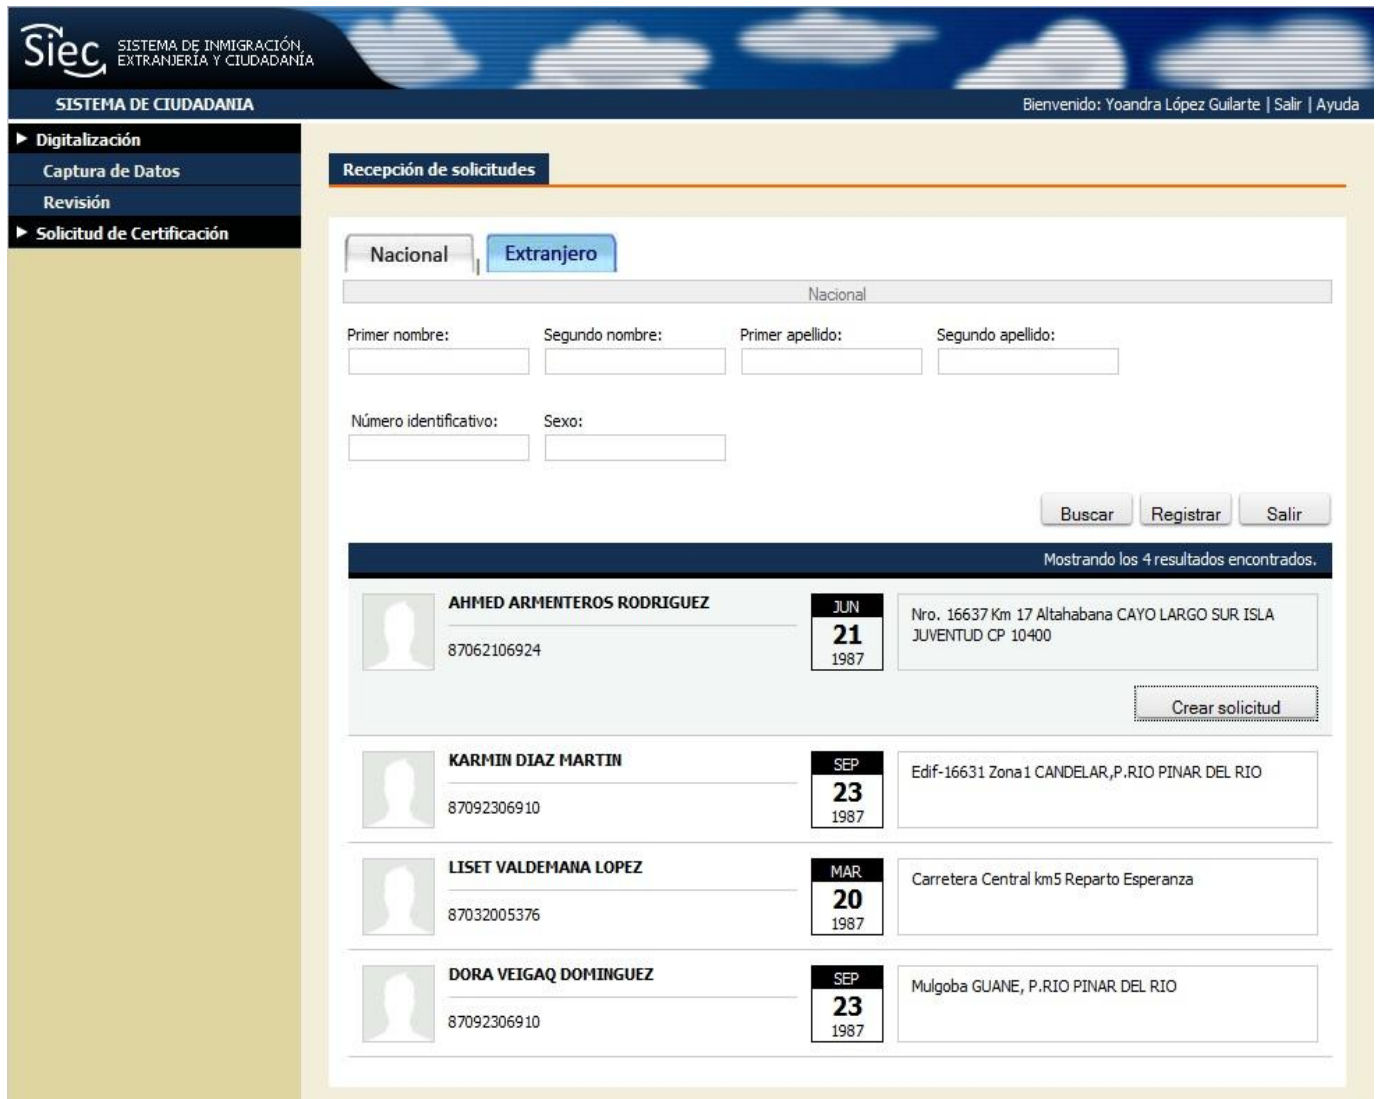 Siec SISTEMA DE INMIGRACIÓN,
EXTRANJERÍA Y CIUDADANÍA
SISTEMA DE CIUDADANIA
Bienvenido: Yoandra López Guilarte | Salir | Ayuda
Digitalización
Captura de Datos
Revisión
Solicitud de Certificación
Recepción de solicitudes
Nacional | Extranjero
Nacional
Primer nombre: Segundo nombre: Primer apellido: Segundo apellido:
Número identificativo: Sexo:
Buscar Registrar Salir
Mostrando los 4 resultados encontrados.
AHMED ARMENTEROS RODRIGUEZ
87062106924
JUN
21
1987
Nro. 16637 Km 17 Altahabana CAYO LARGO SUR ISLA
JUVENTUD CP 10400
Crear solicitud
KARMIN DIAZ MARTIN
87092306910
SEP
23
1987
Edif-16631 Zona1 CANDELAR,P.RIO PINAR DEL RIO
LISET VALDEMANA LOPEZ
87032005376
MAR
20
1987
Carretera Central km5 Reparto Esperanza
DORA VEIGAQ DOMINGUEZ
87092306910
SEP
23
1987
Mulgoba GUANE, P.RIO PINAR DEL RIO